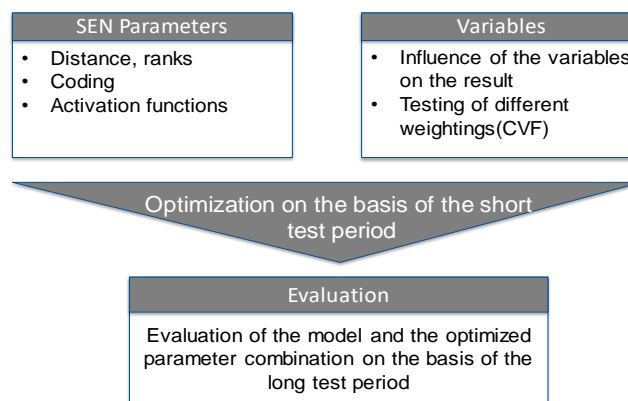 SEN Parameters
• Distance, ranks
• Coding
• Activation functions
Variables
• Influence of the variables
on the result
• Testing of different
weightings(CVF)
Optimization on the basis of the short
test period
Evaluation
Evaluation of the model and the optimized
parameter combination on the basis of the
long test period